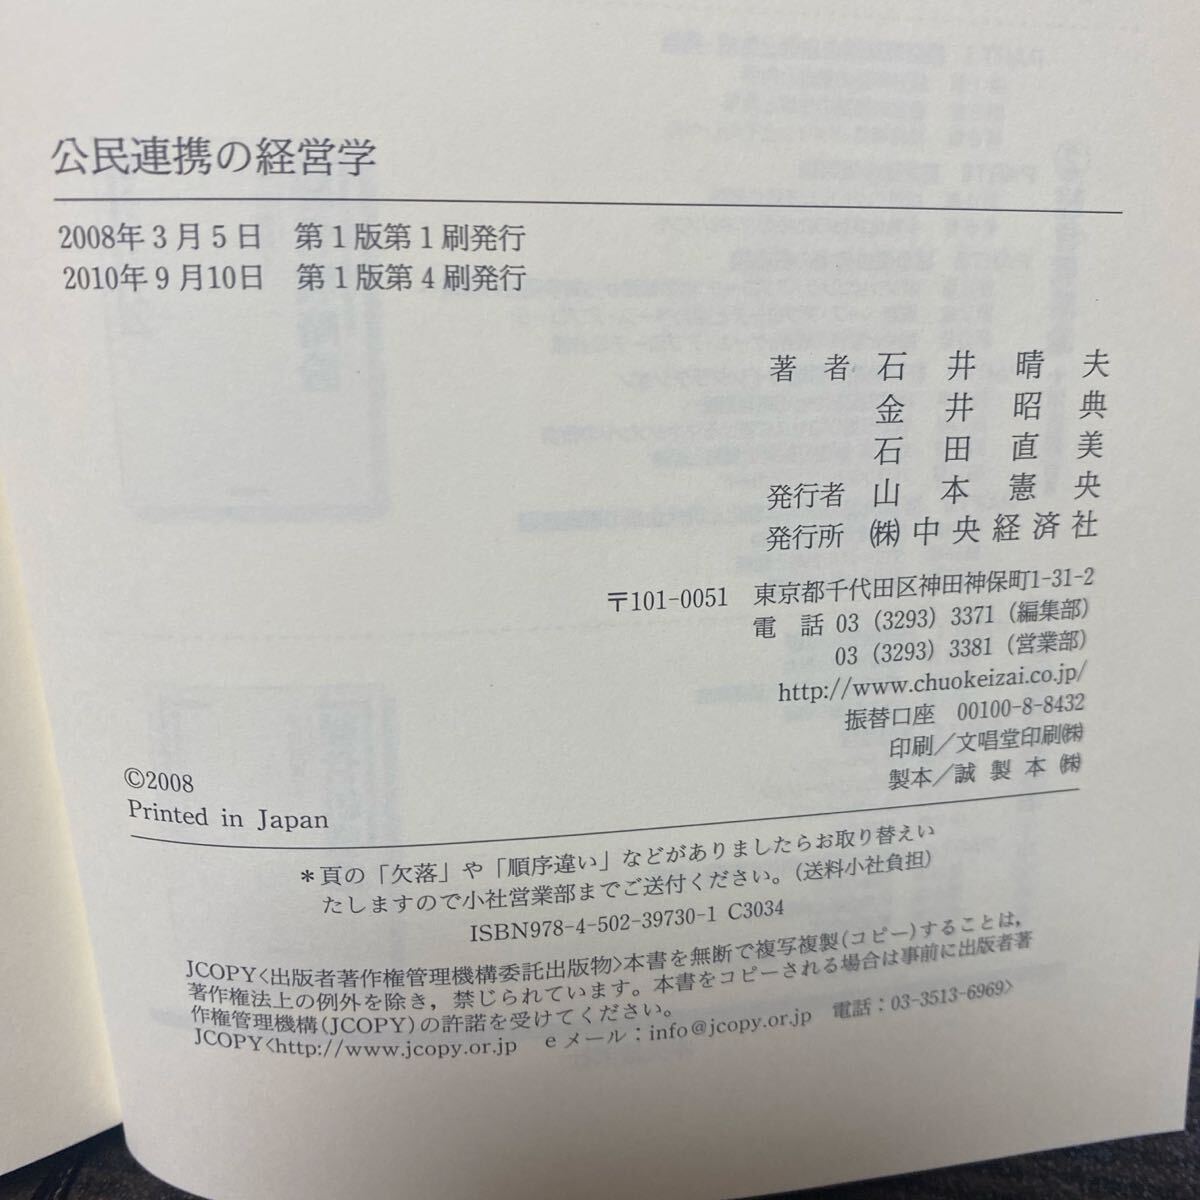 公民連携の経営学
2008年3月5日　第1版第1刷発行
2010年9月10日　第1版第4刷発行
著者 石井晴夫
金井昭典
石田直美
発行者 山本憲央
発行所 ㈱中央経済社
〒101-0051　東京都千代田区神田神保町1-31-2
電話 03（3293）3371（編集部）
03（3293）3381（営業部）
http://www.chuokeizai.co.jp/
振替口座　00100-8-8432
印刷／文唱堂印刷㈱
製本／誠製本㈱
©2008
Printed in Japan
＊頁の「欠落」や「順序違い」などがありましたらお取り替えい
たしますので小社営業部までご送付ください。（送料小社負担）
ISBN978-4-502-39730-1 C3034
JCOPY〈出版者著作権管理機構委託出版物〉本書を無断で複写複製（コピー）することは，
著作権法上の例外を除き，禁じられています。本書をコピーされる場合は事前に出版者著
作権管理機構（JCOPY）の許諾を受けてください。
JCOPY〈http://www.jcopy.or.jp　eメール：info@jcopy.or.jp　電話：03-3513-6969〉